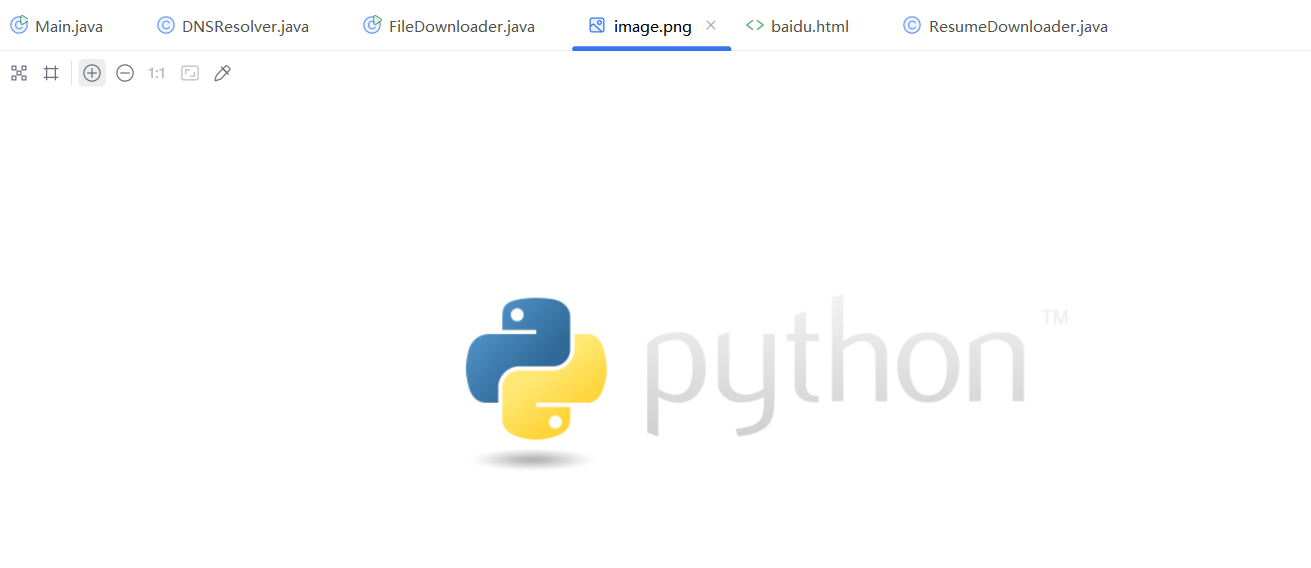 Main.java DNSResolver.java FileDownloader.java image.png baidu.html ResumeDownloader.java
1:1
python TM